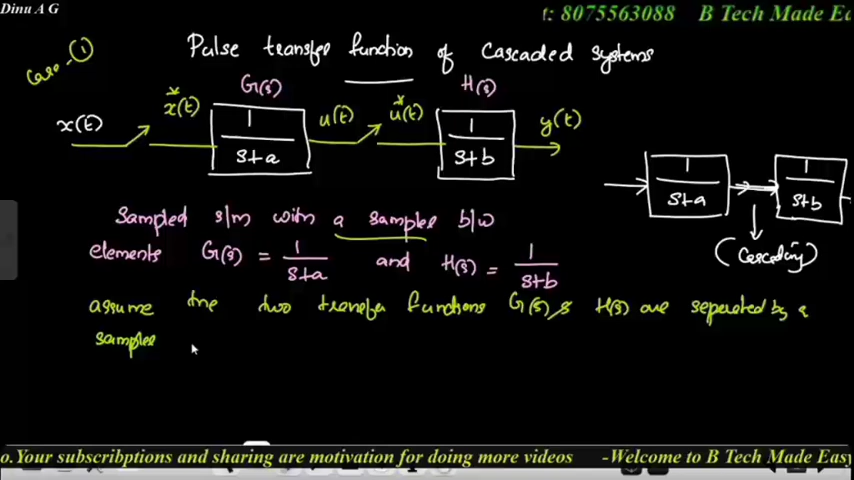 Dinu A G
t: 8075563088 B Tech Made Ea
Case-①
Pulse transfer function of Cascaded systems
G(s) H(s)
x(t) x*(t) 1/(s+a) u(t) u*(t) 1/(s+b) y(t)
1/(s+a) 1/(s+b)
(Cascading)
Sampled s/m with a sampler b/w
elements G(s) = 1/(s+a) and H(s) = 1/(s+b)
assume the two transfer functions G(s) & H(s) are seperated by a
sampler
o.Your subscribptions and sharing are motivation for doing more videos -Welcome to B Tech Made Easy